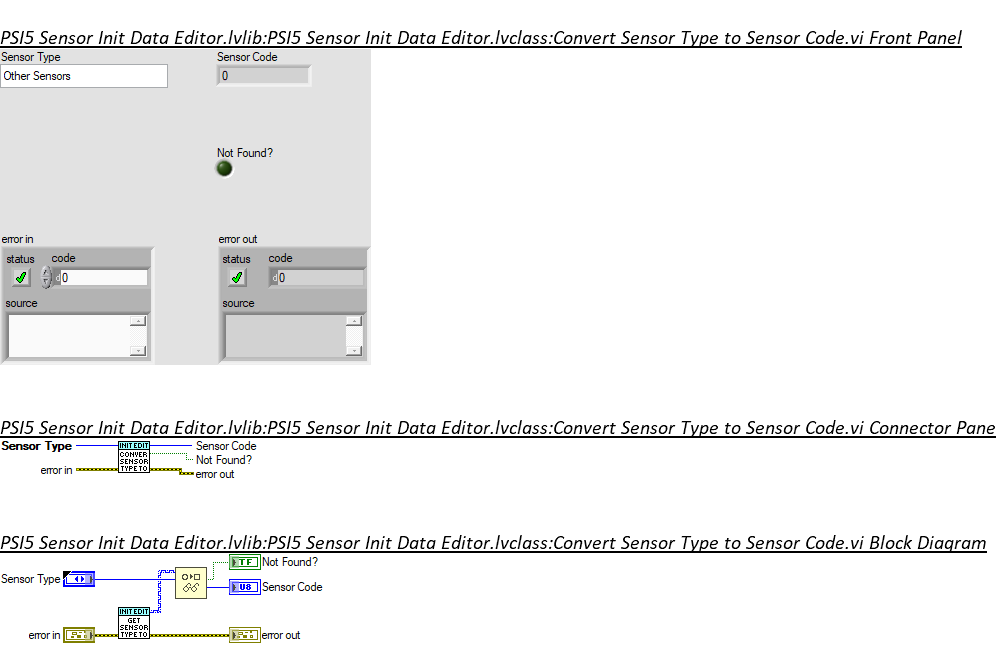 PSI5 Sensor Init Data Editor.lvlib:PSI5 Sensor Init Data Editor.lvclass:Convert Sensor Type to Sensor Code.vi Front Panel
Sensor Type Sensor Code
Other Sensors 0
Not Found?
error in error out
status code status code
d0 d0
source source
PSI5 Sensor Init Data Editor.lvlib:PSI5 Sensor Init Data Editor.lvclass:Convert Sensor Type to Sensor Code.vi Connector Pane
Sensor Type INIT EDIT Sensor Code
CONVER Not Found?
SENSOR
error in TYPE TO error out
PSI5 Sensor Init Data Editor.lvlib:PSI5 Sensor Init Data Editor.lvclass:Convert Sensor Type to Sensor Code.vi Block Diagram
TF Not Found?
Sensor Type U8 Sensor Code
INIT EDIT
GET
SENSOR
error in TYPE TO error out